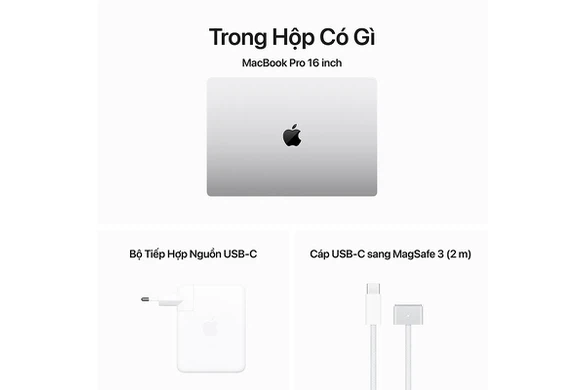 Trong Hộp Có Gì
MacBook Pro 16 inch
Bộ Tiếp Hợp Nguồn USB-C
Cáp USB-C sang MagSafe 3 (2 m)